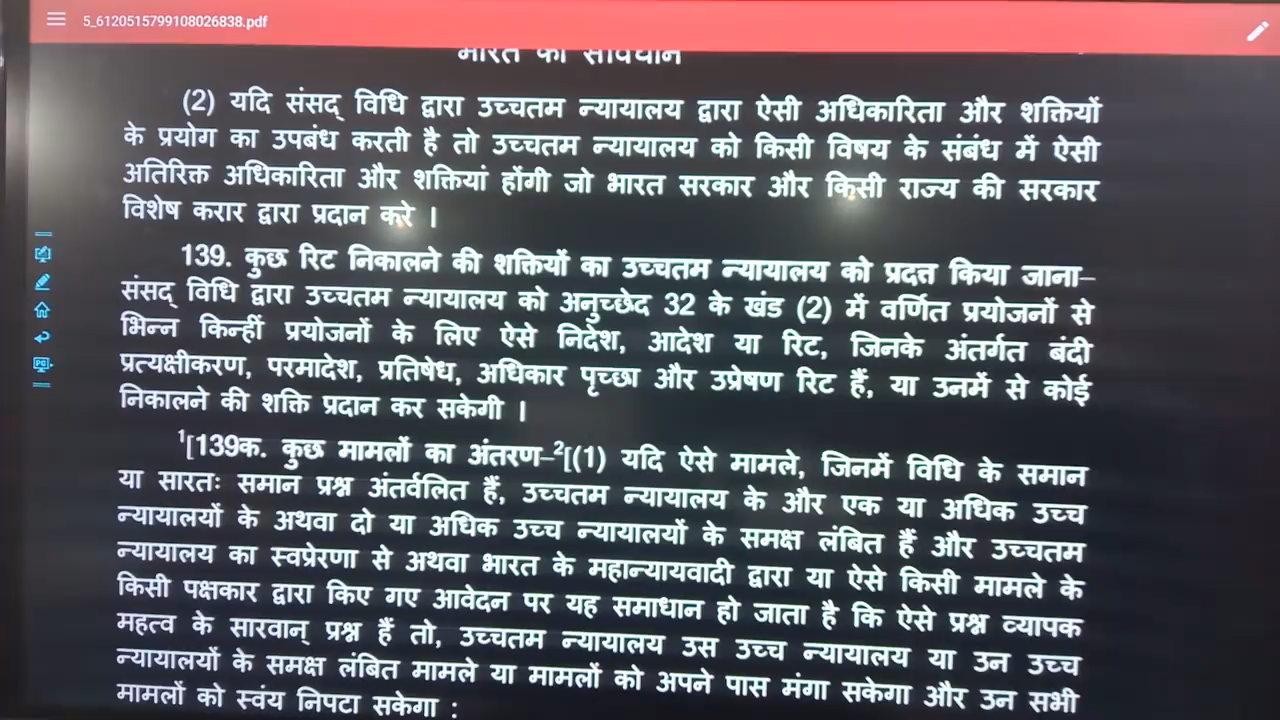 5_6120515799108026838.pdf
भारत का संविधान
(2) यदि संसद् विधि द्वारा उच्चतम न्यायालय द्वारा ऐसी अधिकारिता और शक्तियों
के प्रयोग का उपबंध करती है तो उच्चतम न्यायालय को किसी विषय के संबंध में ऐसी
अतिरिक्त अधिकारिता और शक्तियां होंगी जो भारत सरकार और किसी राज्य की सरकार
विशेष करार द्वारा प्रदान करे ।
139. कुछ रिट निकालने की शक्तियों का उच्चतम न्यायालय को प्रदत्त किया जाना–
संसद् विधि द्वारा उच्चतम न्यायालय को अनुच्छेद 32 के खंड (2) में वर्णित प्रयोजनों से
भिन्न किन्हीं प्रयोजनों के लिए ऐसे निदेश, आदेश या रिट, जिनके अंतर्गत बंदी
प्रत्यक्षीकरण, परमादेश, प्रतिषेध, अधिकार पृच्छा और उत्प्रेषण रिट हैं, या उनमें से कोई
निकालने की शक्ति प्रदान कर सकेगी ।
¹[139क. कुछ मामलों का अंतरण–²[(1) यदि ऐसे मामले, जिनमें विधि के समान
या सारतः समान प्रश्न अंतर्वलित हैं, उच्चतम न्यायालय के और एक या अधिक उच्च
न्यायालयों के अथवा दो या अधिक उच्च न्यायालयों के समक्ष लंबित हैं और उच्चतम
न्यायालय का स्वप्रेरणा से अथवा भारत के महान्यायवादी द्वारा या ऐसे किसी मामले के
किसी पक्षकार द्वारा किए गए आवेदन पर यह समाधान हो जाता है कि ऐसे प्रश्न व्यापक
महत्व के सारवान् प्रश्न हैं तो, उच्चतम न्यायालय उस उच्च न्यायालय या उन उच्च
न्यायालयों के समक्ष लंबित मामले या मामलों को अपने पास मंगा सकेगा और उन सभी
मामलों को स्वंय निपटा सकेगा :